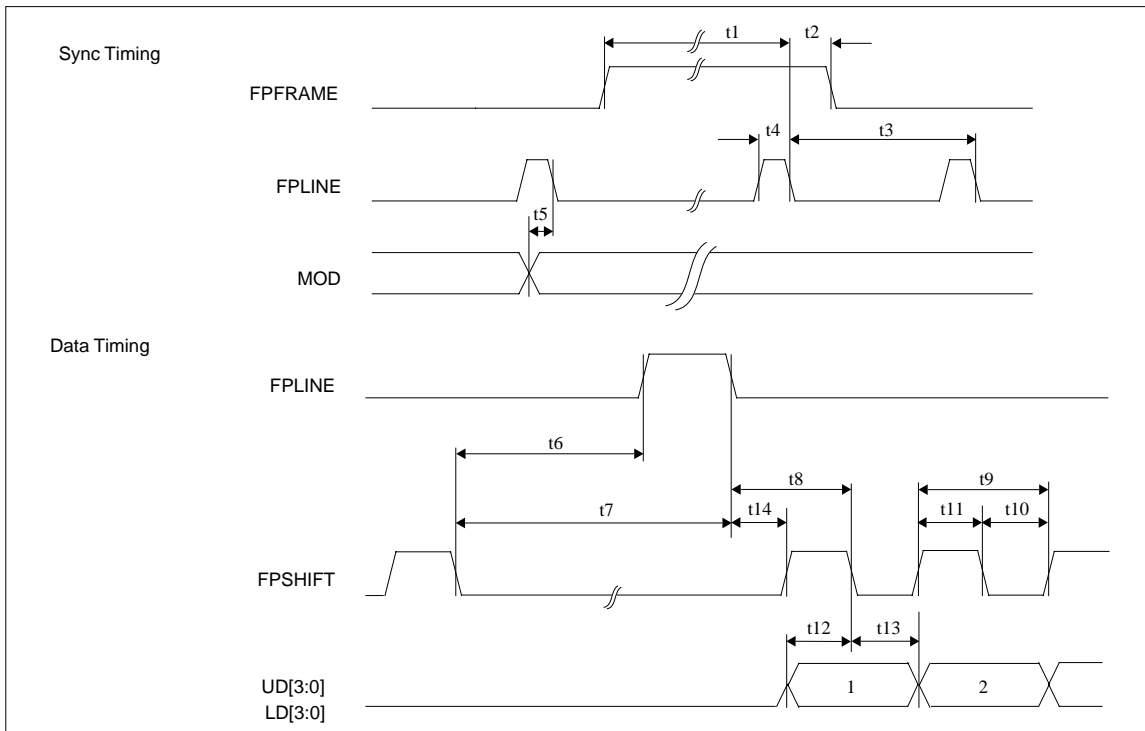 Sync Timing
t1
t2
FPFRAME
t4
t3
FPLINE
t5
MOD
Data Timing
FPLINE
t6
t8
t9
t7
t14
t11
t10
FPSHIFT
t12
t13
UD[3:0]
1
2
LD[3:0]